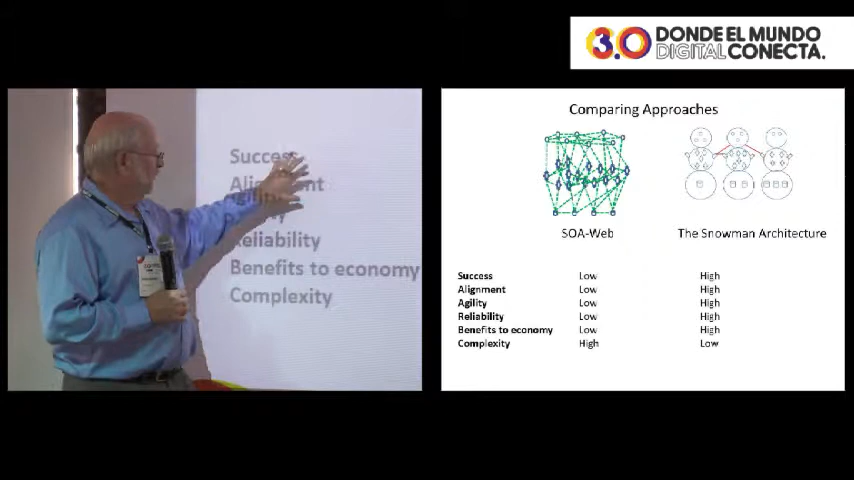 3.0 DONDE EL MUNDO
DIGITAL CONECTA.
Success
Alignment
Agility
Reliability
Benefits to economy
Complexity
Comparing Approaches
SOA-Web The Snowman Architecture
Success Low High
Alignment Low High
Agility Low High
Reliability Low High
Benefits to economy Low High
Complexity High Low